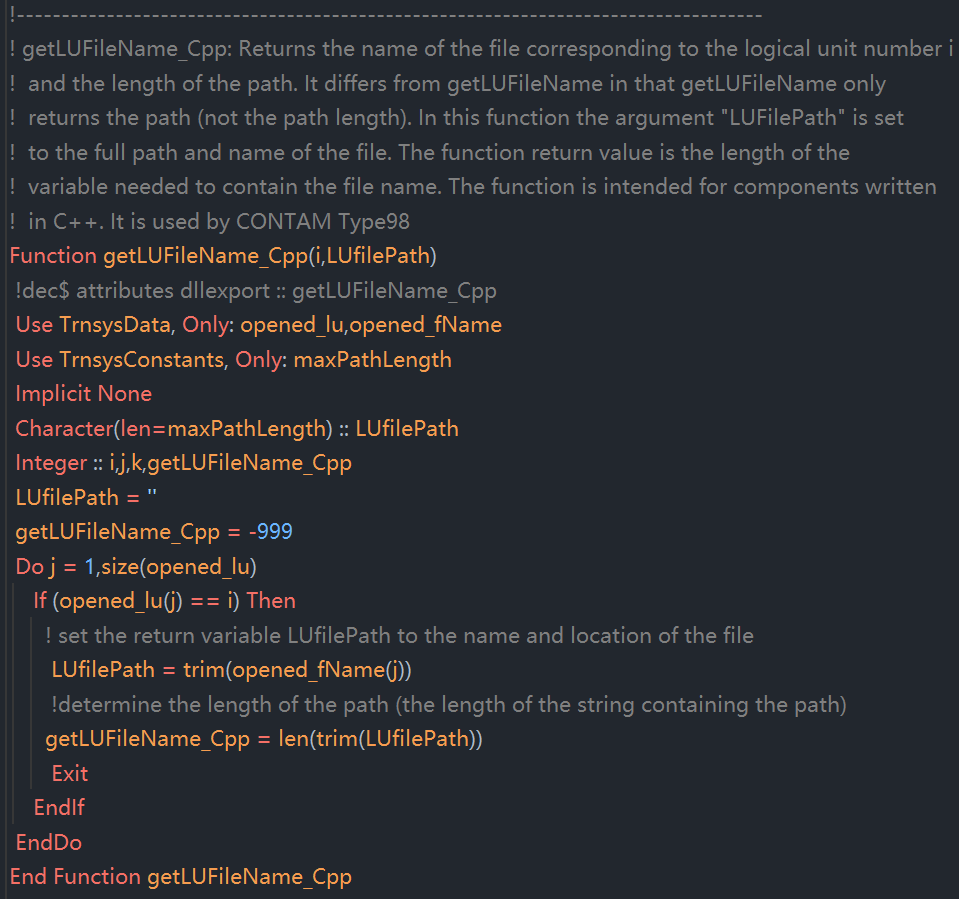 !-----------------------------------------------------------------------------------
! getLUFileName_Cpp: Returns the name of the file corresponding to the logical unit number i
!  and the length of the path. It differs from getLUFileName in that getLUFileName only
!  returns the path (not the path length). In this function the argument "LUFilePath" is set
!  to the full path and name of the file. The function return value is the length of the
!  variable needed to contain the file name. The function is intended for components written
!  in C++. It is used by CONTAM Type98
Function getLUFileName_Cpp(i,LUfilePath)
 !dec$ attributes dllexport :: getLUFileName_Cpp
 Use TrnsysData, Only: opened_lu,opened_fName
 Use TrnsysConstants, Only: maxPathLength
 Implicit None
 Character(len=maxPathLength) :: LUfilePath
 Integer :: i,j,k,getLUFileName_Cpp
 LUfilePath = ''
 getLUFileName_Cpp = -999
 Do j = 1,size(opened_lu)
    If (opened_lu(j) == i) Then
      ! set the return variable LUfilePath to the name and location of the file
       LUfilePath = trim(opened_fName(j))
       !determine the length of the path (the length of the string containing the path)
      getLUFileName_Cpp = len(trim(LUfilePath))
       Exit
    EndIf
 EndDo
End Function getLUFileName_Cpp